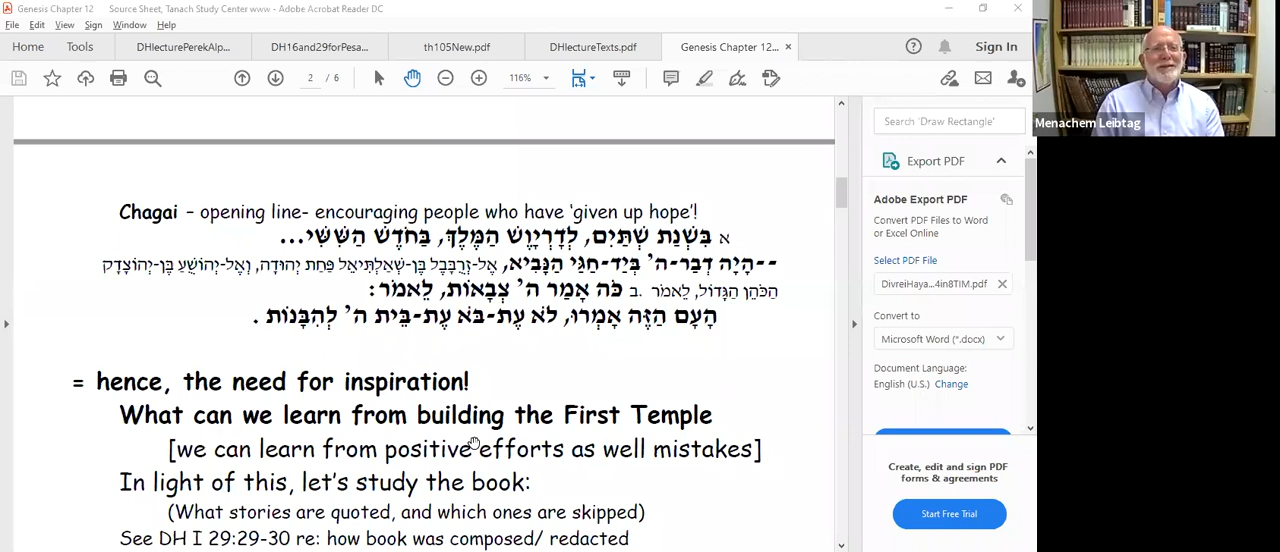 Genesis Chapter 12 Source Sheet, Tanach Study Center www - Adobe Acrobat Reader DC
File Edit View Sign Window Help
Home Tools DHlecturePerekAlp... DH16and29forPesa... th105New.pdf DHlectureTexts.pdf Genesis Chapter 12... × Sign In
2 / 6 116%
Menachem Leibtag
Chagai – opening line- encouraging people who have ‘given up hope’!
א בִּשְׁנַת שְׁתַּיִם, לְדָרְיָוֶשׁ הַמֶּלֶךְ, בַּחֹדֶשׁ הַשִּׁשִּׁי...
--הָיָה דְבַר-ה' בְּיַד-חַגַּי הַנָּבִיא, אֶל-זְרֻבָּבֶל בֶּן-שְׁאַלְתִּיאֵל פַּחַת יְהוּדָה, וְאֶל-יְהוֹשֻׁעַ בֶּן-יְהוֹצָדָק
הַכֹּהֵן הַגָּדוֹל, לֵאמֹר .ב כֹּה אָמַר ה' צְבָאוֹת, לֵאמֹר:
הָעָם הַזֶּה אָמְרוּ, לֹא עֶת-בֹּא עֶת-בֵּית ה' לְהִבָּנוֹת .
= hence, the need for inspiration!
What can we learn from building the First Temple
[we can learn from positive efforts as well mistakes]
In light of this, let's study the book:
(What stories are quoted, and which ones are skipped)
See DH I 29:29-30 re: how book was composed/ redacted
Search 'Draw Rectangle'
Export PDF
Adobe Export PDF
Convert PDF Files to Word
or Excel Online
Select PDF File
DivreiHaya...4in8TIM.pdf
Convert to
Microsoft Word (*.docx)
Document Language:
English (U.S.) Change
Create, edit and sign PDF
forms & agreements
Start Free Trial